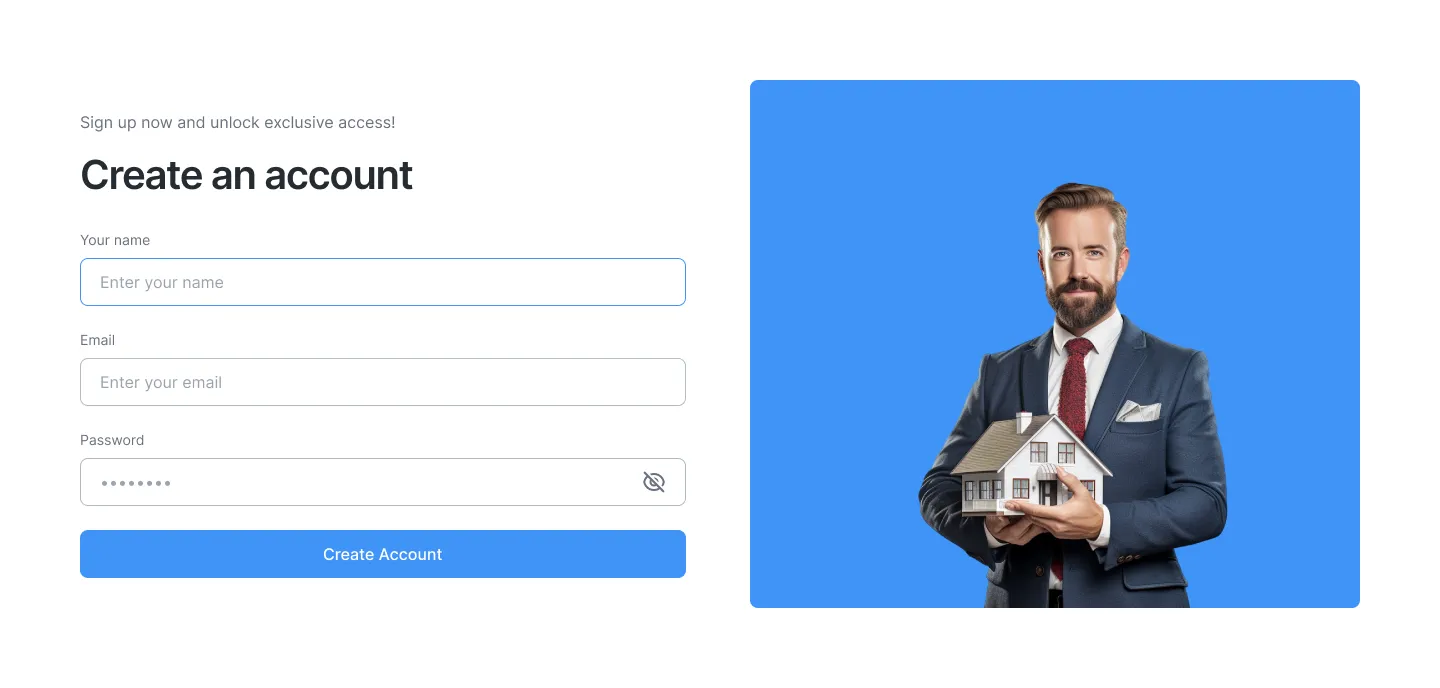 Sign up now and unlock exclusive access!
Create an account
Your name
Enter your name
Email
Enter your email
Password
••••••••
Create Account